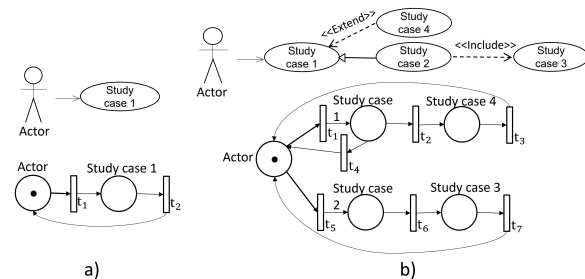 a)
Actor
Study
case 1
Actor
Study case 1
t₁
t₂
a)
b)
Actor
<<Extend>>
Study
case 4
Study
case 1
Study
case 2
<<Include>>
Study
case 3
Actor
Study case
1
t₁
t₄
t₂
Study case 4
t₃
Study case
2
t₅
t₆
Study case 3
t₇
b)